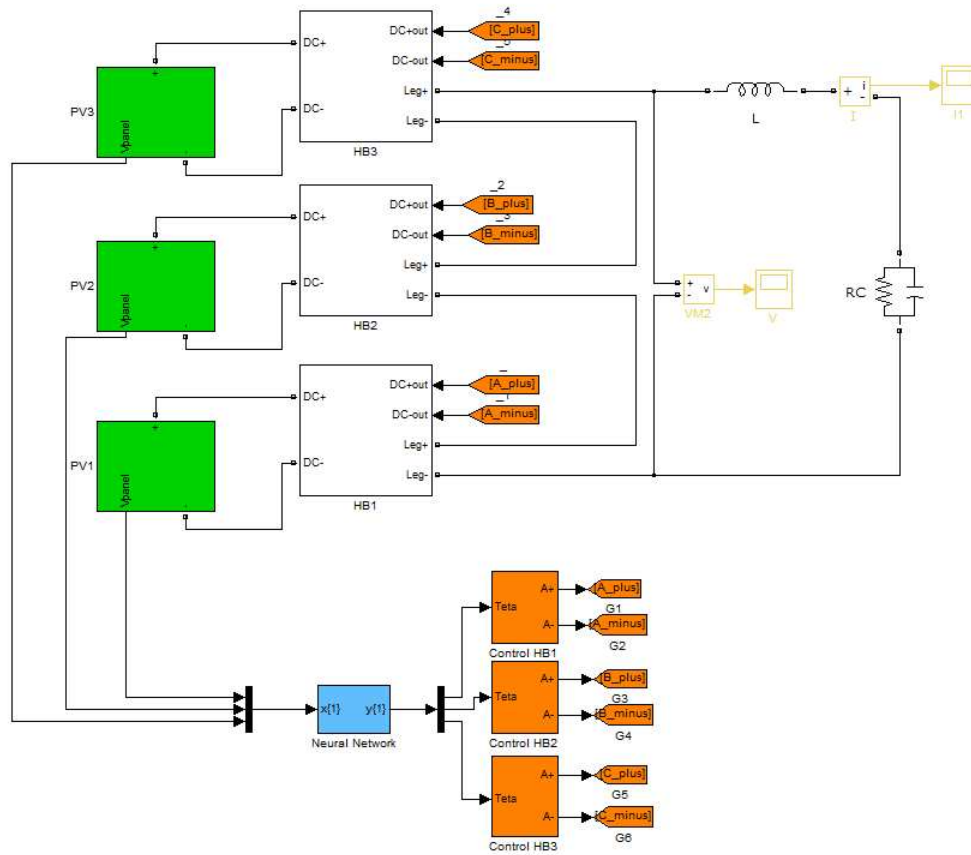 _4
DC+out
[C_plus]
DC+
DC-out
[C_minus]
+
Leg+
L
+
i
-
I
I1
PV3
DC-
Leg-
Vpanel
HB3
_2
DC+out
[B_plus]
DC+
DC-out
[B_minus]
+
Leg+
PV2
DC-
Leg-
+
-
v
VM2
V
RC
Vpanel
HB2
DC+out
[A_plus]
DC+
DC-out
[A_minus]
+
Leg+
PV1
DC-
Leg-
Vpanel
HB1
A+
[A_plus]
Teta
G1
A-
[A_minus]
Control HB1
G2
A+
[B_plus]
Teta
G3
x{1}
y{1}
A-
[B_minus]
Neural Network
Control HB2
G4
A+
[C_plus]
Teta
G5
A-
[C_minus]
Control HB3
G6